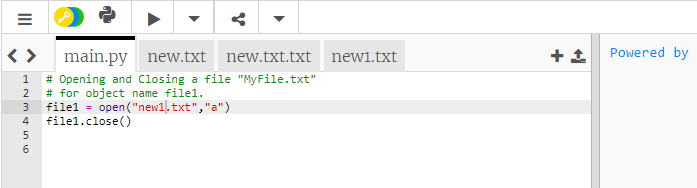 main.py new.txt new.txt.txt new1.txt
Powered by
1 # Opening and Closing a file "MyFile.txt"
2 # for object name file1.
3 file1 = open("new1.txt","a")
4 file1.close()
5
6